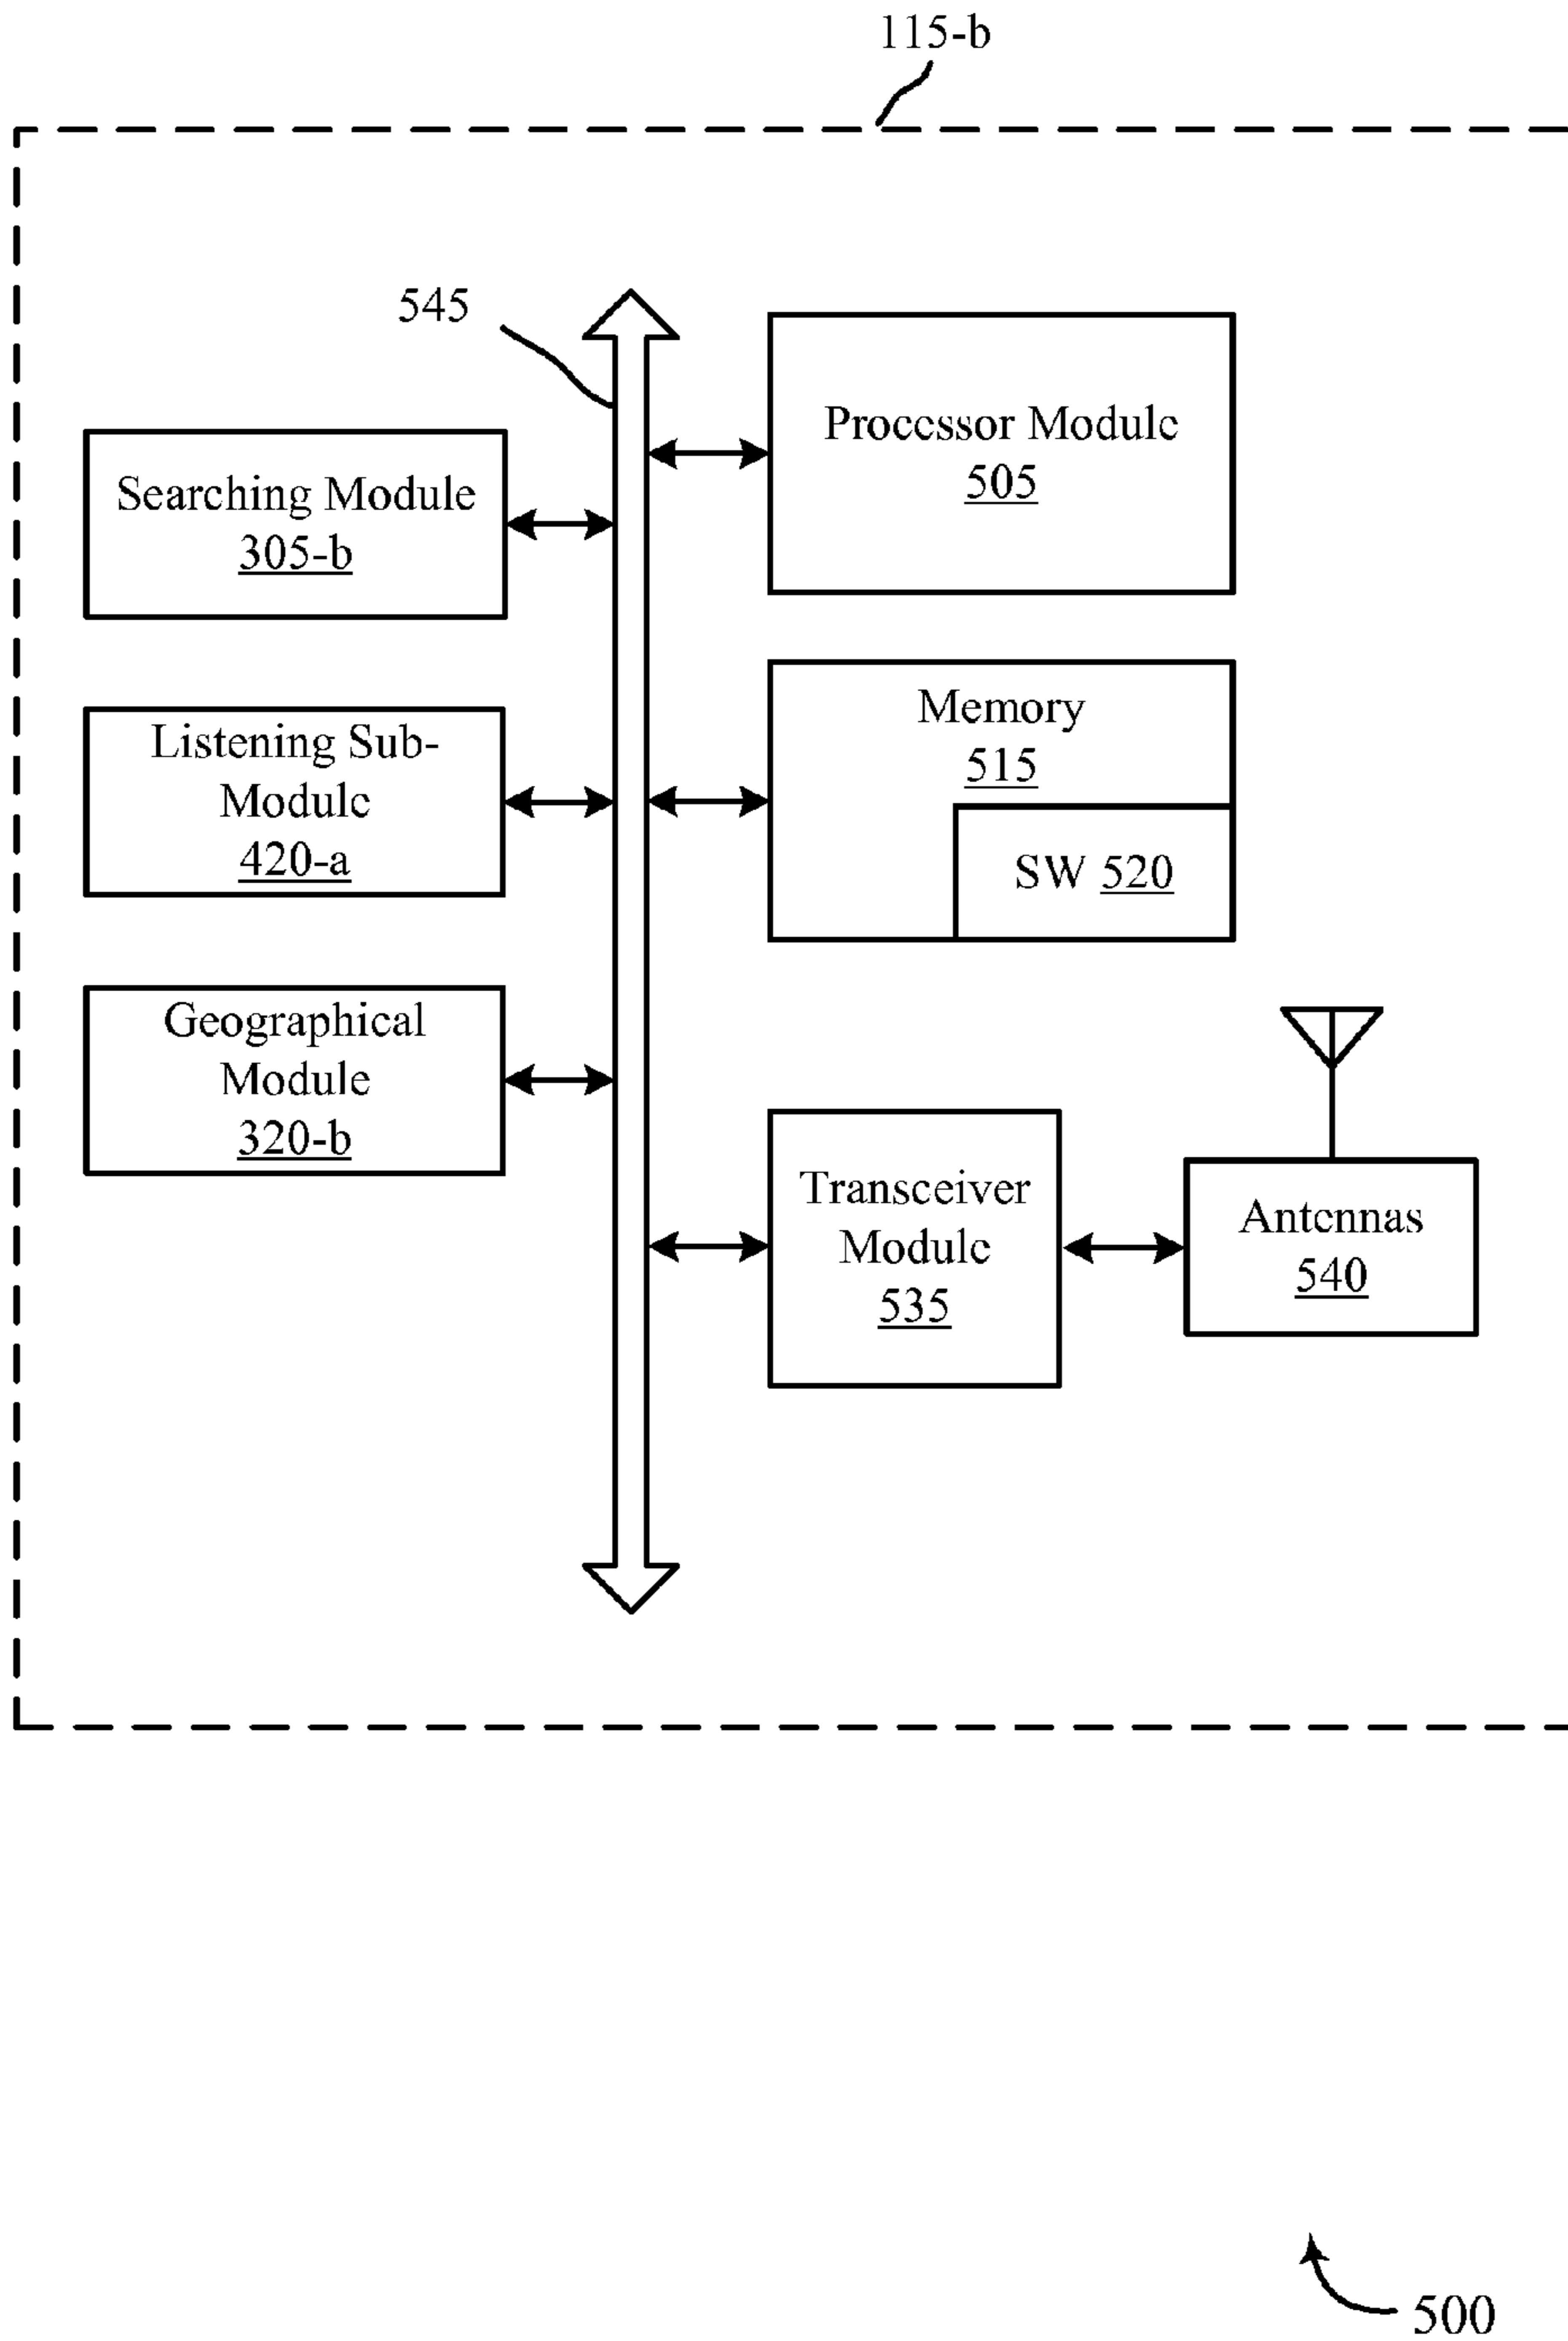 115-b
545
Processor Module
505
Searching Module
305-b
Memory
515
SW 520
Listening Sub-
Module
420-a
Geographical
Module
320-b
Transceiver
Module
535
Antennas
540
500